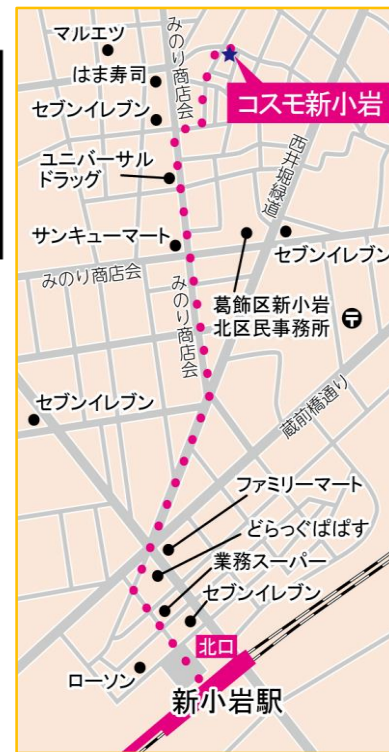 マルエツ
はま寿司
セブンイレブン
みのり商店会
コスモ新小岩
ユニバーサル
ドラッグ
西井堀緑道
サンキューマート
セブンイレブン
みのり商店会
みのり商店会
葛飾区新小岩
北区民事務所
〒
セブンイレブン
蔵前橋通り
ファミリーマート
どらっぐぱぱす
業務スーパー
セブンイレブン
北口
ローソン
新小岩駅